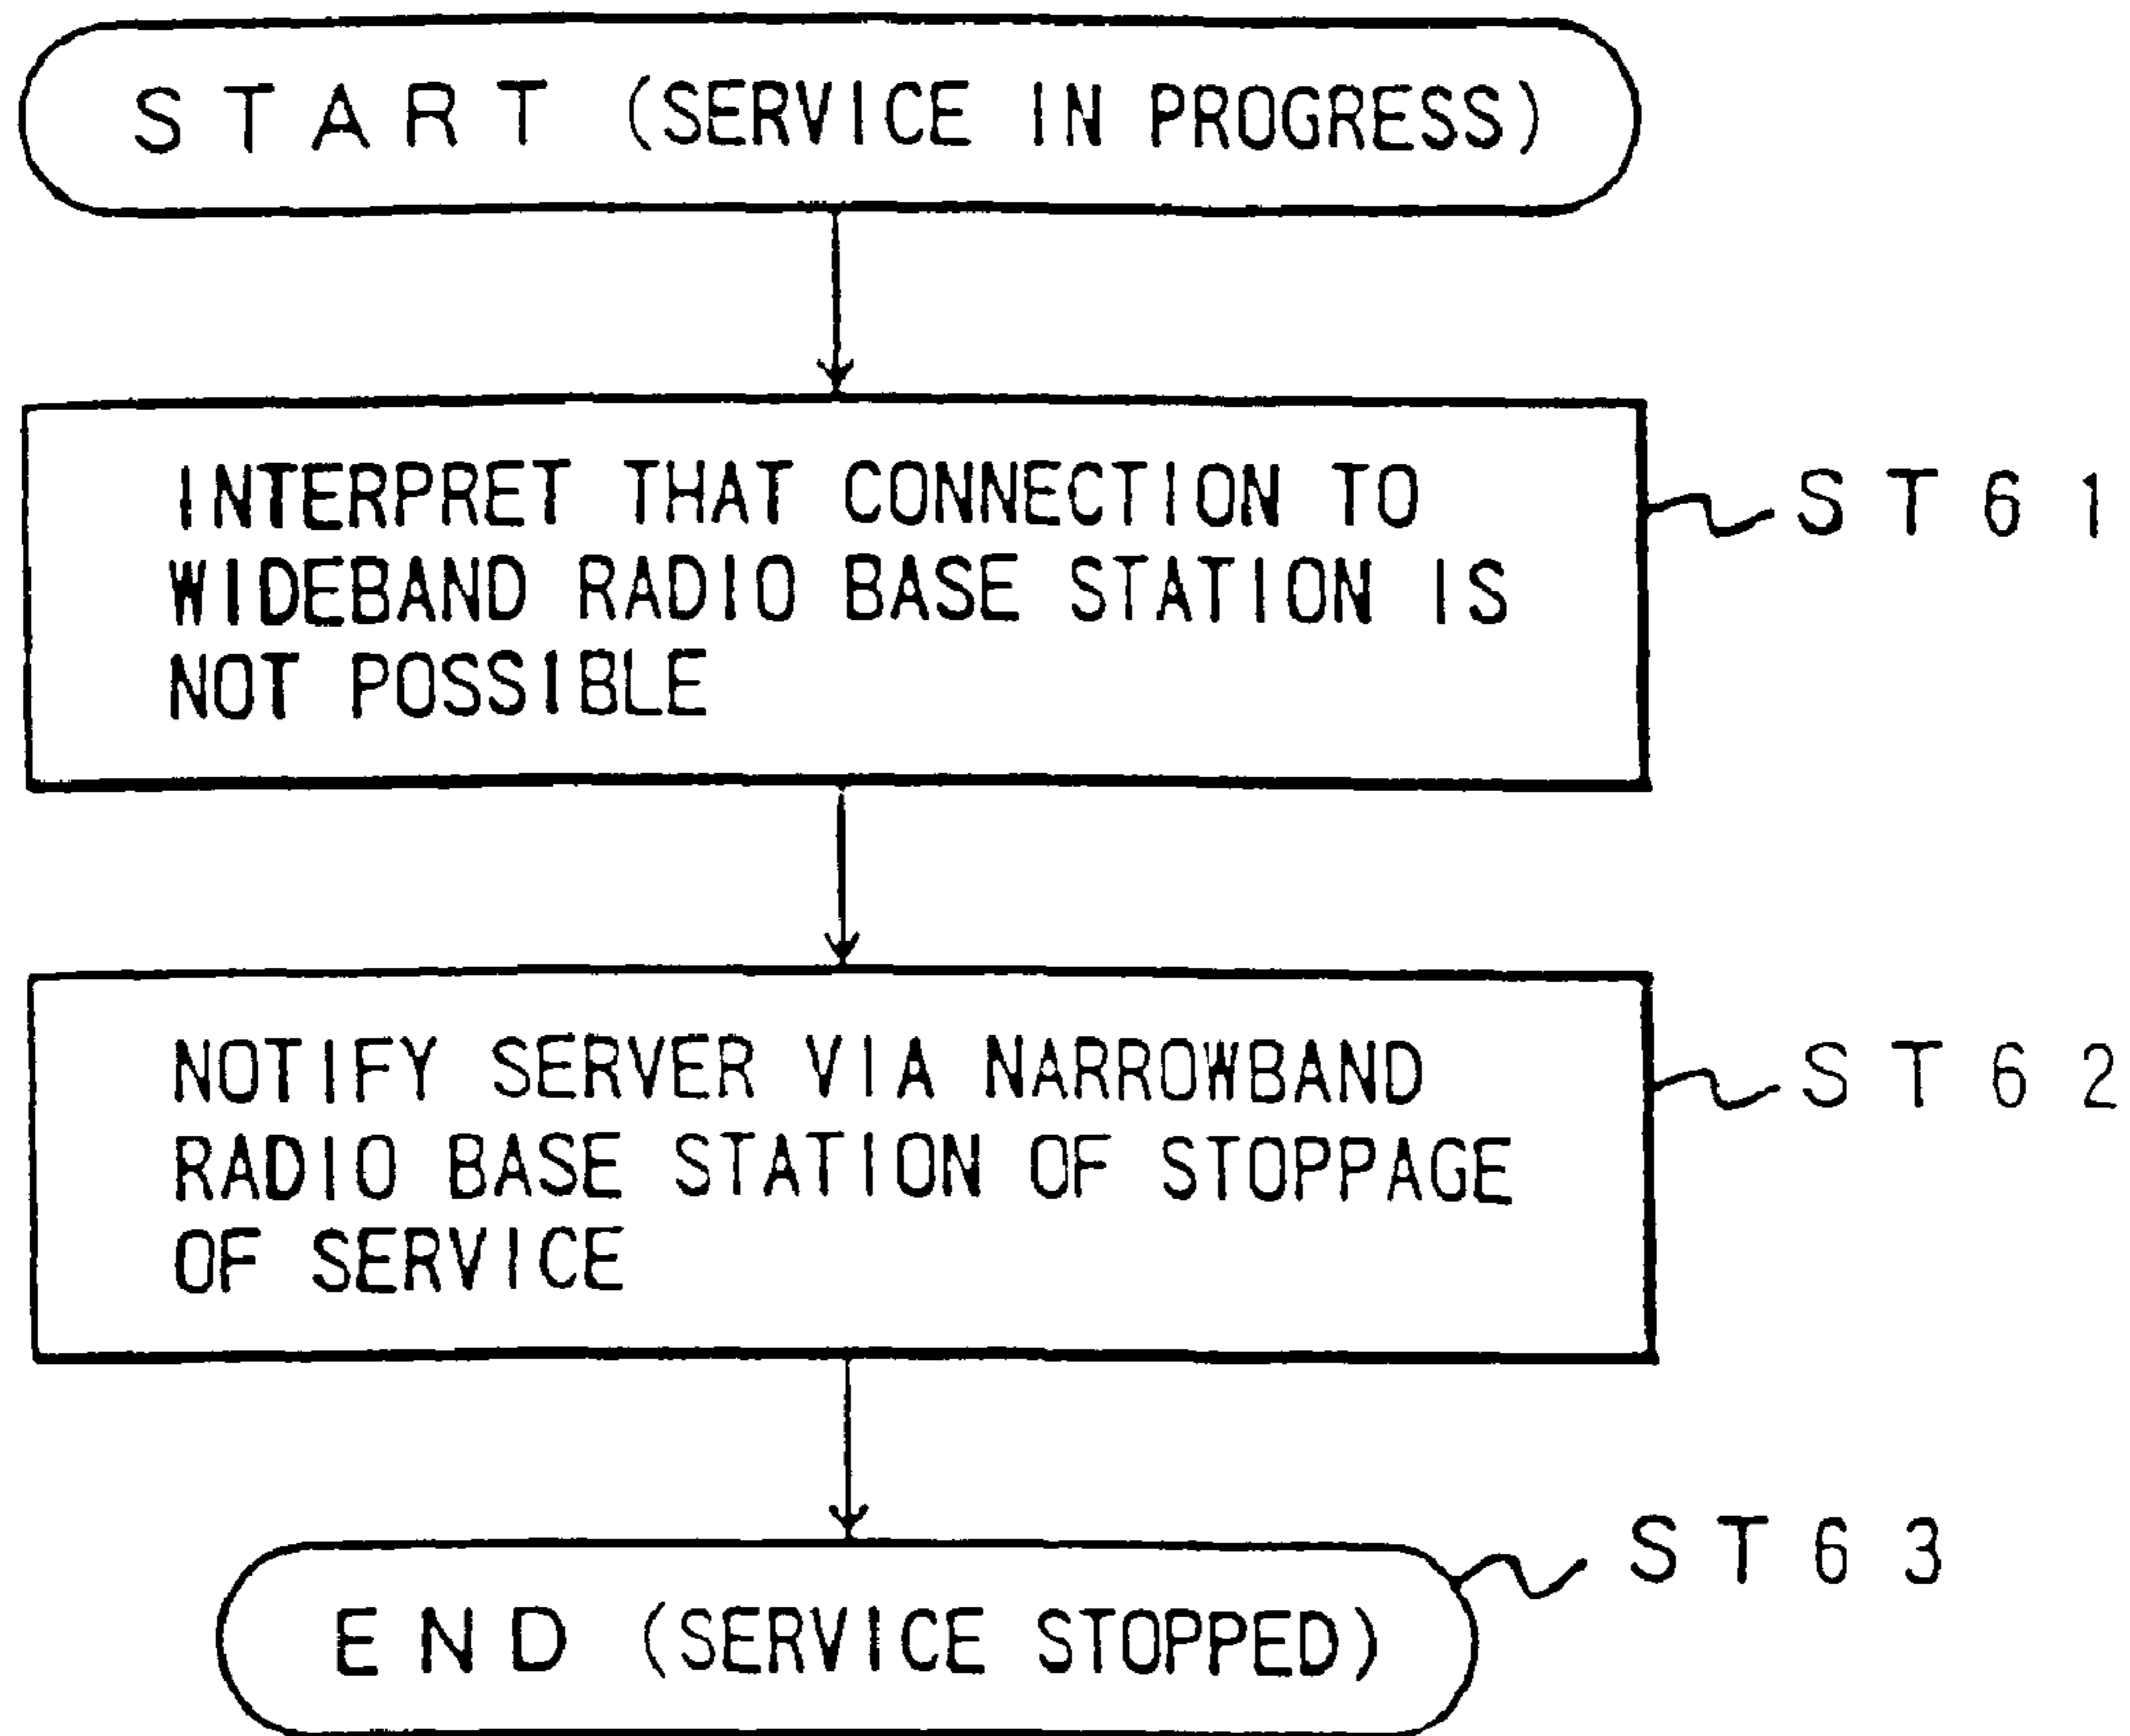 START (SERVICE IN PROGRESS)
INTERPRET THAT CONNECTION TO
WIDEBAND RADIO BASE STATION IS
NOT POSSIBLE
ST61
NOTIFY SERVER VIA NARROWBAND
RADIO BASE STATION OF STOPPAGE
OF SERVICE
ST62
END (SERVICE STOPPED)
ST63